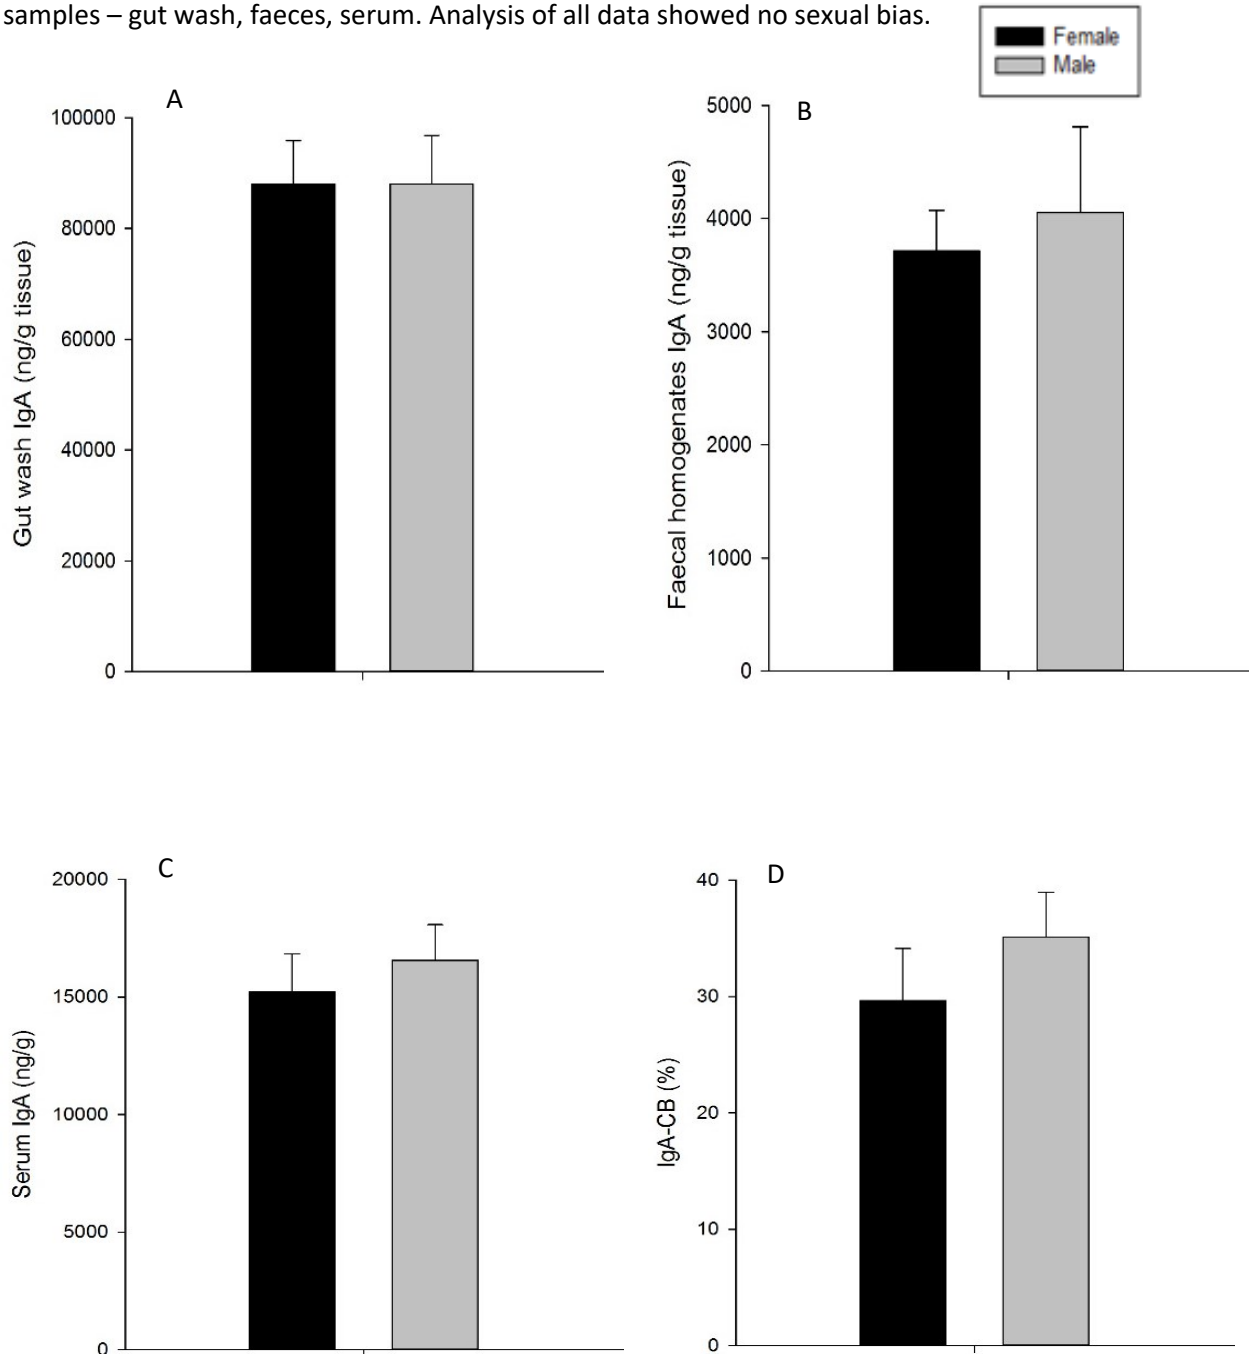 samples – gut wash, faeces, serum. Analysis of all data showed no sexual bias.
Female
Male
A
100000
80000
60000
40000
20000
0
Gut wash IgA (ng/g tissue)
B
5000
4000
3000
2000
1000
0
Faecal homogenates IgA (ng/g tissue)
C
20000
15000
10000
5000
0
Serum IgA (ng/g)
D
40
30
20
10
0
IgA-CB (%)